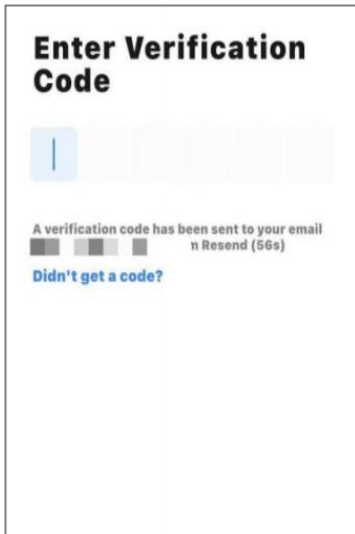 Enter Verification
Code
A verification code has been sent to your email
n Resend (56s)
Didn't get a code?